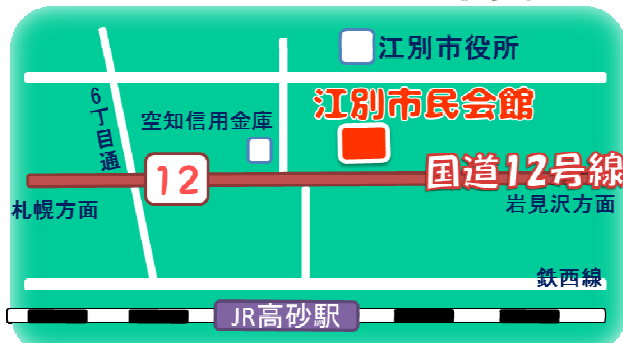 江別市役所
江別市民会館
6丁目通
空知信用金庫
12
国道12号線
札幌方面
岩見沢方面
鉄西線
JR高砂駅